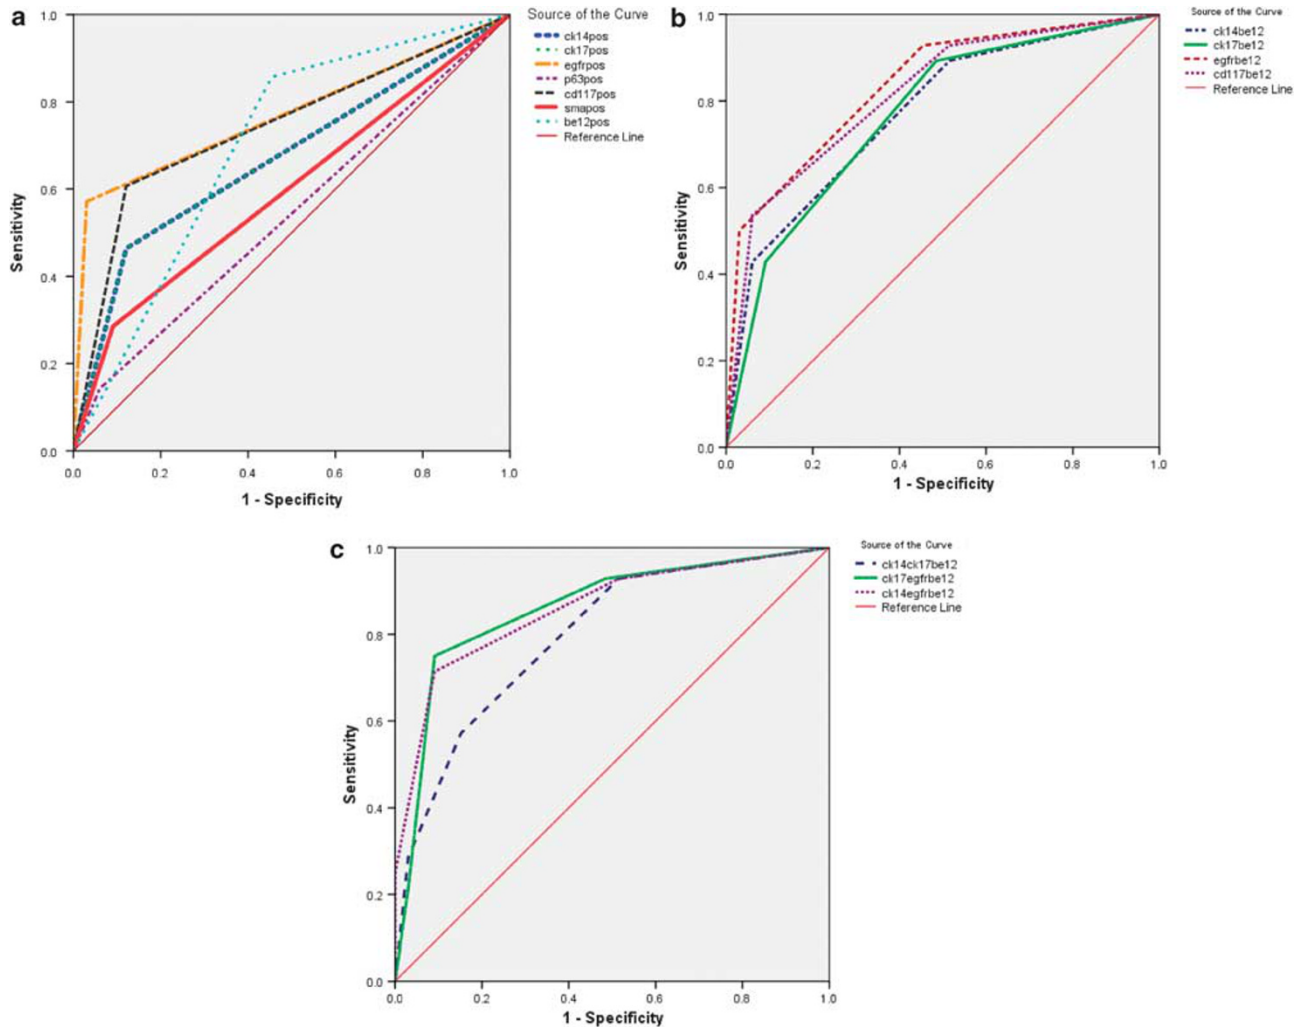 a
Source of the Curve
ck14pos
ck17pos
egfrpos
p63pos
cd117pos
smapos
be12pos
Reference Line
Sensitivity
1.0
0.8
0.6
0.4
0.2
0.0
0.0 0.2 0.4 0.6 0.8 1.0
1 - Specificity
b
Source of the Curve
ck14be12
ck17be12
egfrbe12
cd117be12
Reference Line
Sensitivity
1.0
0.8
0.6
0.4
0.2
0.0
0.0 0.2 0.4 0.6 0.8 1.0
1 - Specificity
c
Source of the Curve
ck14ck17be12
ck17egfrbe12
ck14egfrbe12
Reference Line
Sensitivity
1.0
0.8
0.6
0.4
0.2
0.0
0.0 0.2 0.4 0.6 0.8 1.0
1 - Specificity